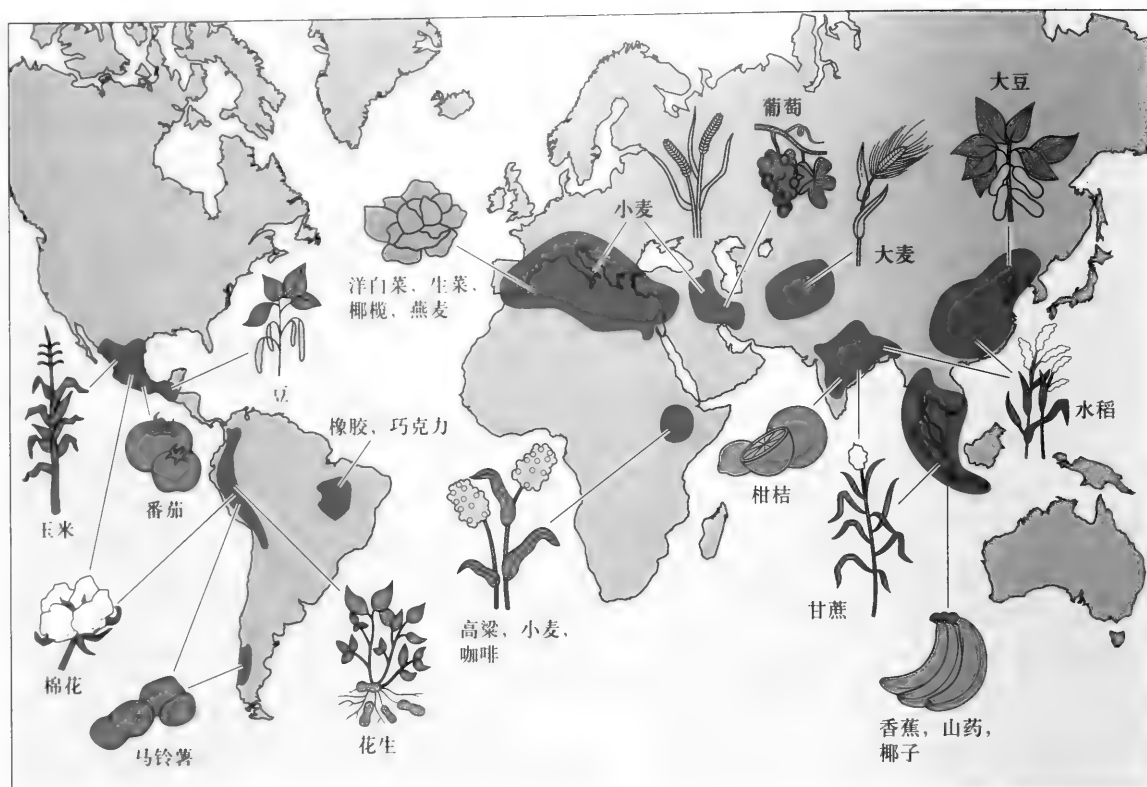 大豆
葡萄
小麦
大麦
洋白菜、生菜、
椰榄，燕麦
豆
橡胶，巧克力
水稻
柑桔
玉米
番茄
甘蔗
高粱，小麦，
咖啡
棉花
马铃薯
花生
香蕉，山药，
椰子